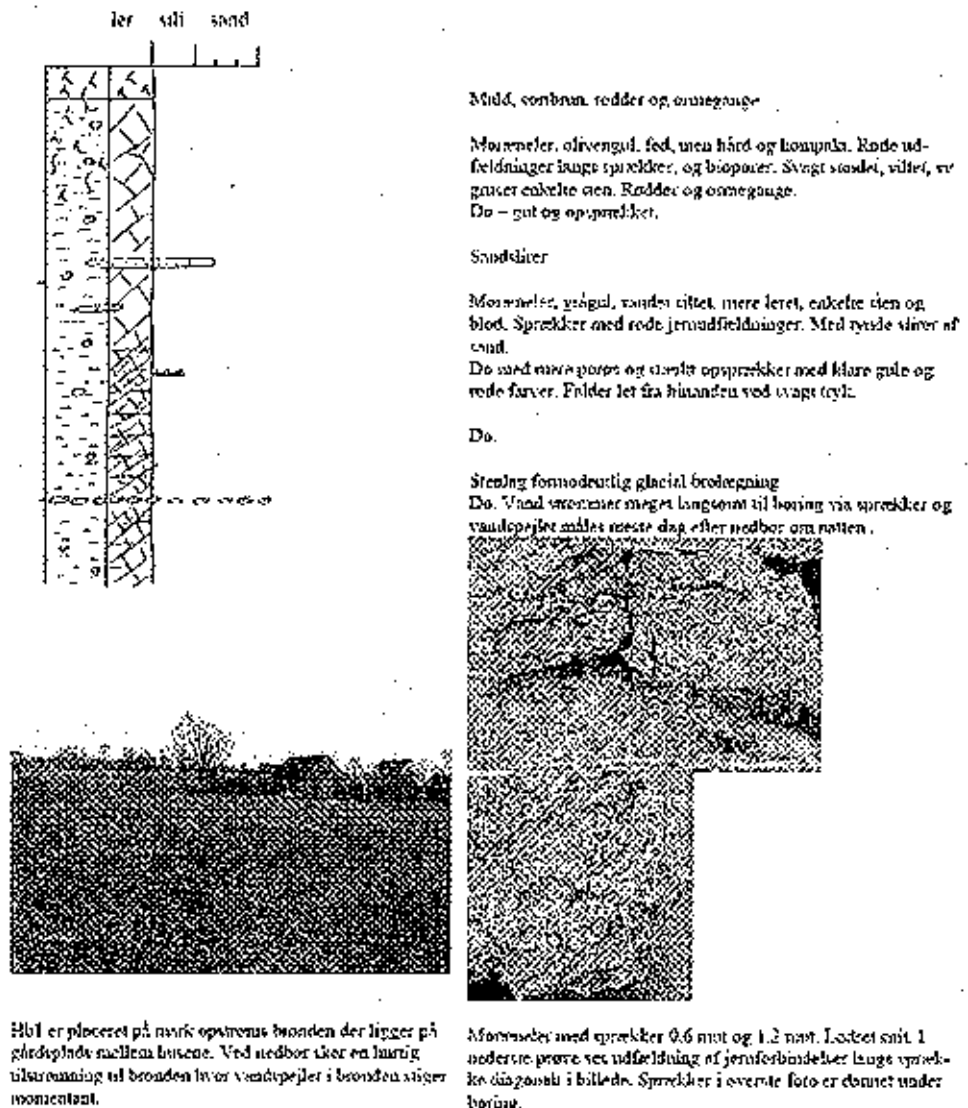 ler silt sand
Muld, sortbrun, rødder og ormegange
Moræneler, olivengul, fed, men hård og kompakt. Røde ud-
fældninger langs sprækker, og bioporer. Svagt sandet, siltet,
gruset enkelte sten. Rødder og ormegange.
Do – gul og opsprækket.
Sandslirer
Moræneler, grågul, sandet siltet, mere leret, enkelte sten og
blød. Sprækker med røde jernudfældninger. Med tynde slirer af
sand.
Do med mere porøs og stærkt opsprækker med klare gule og
røde farver. Falder let fra hinanden ved svagt tryk.
Do.
Stenlag formodentlig glacial brolægning
Do. Vand strømmer meget langsomt til boring via sprækker og
vandspejlet måles næste dag efter nedbør om natten.
Hb1 er placeret på mark opstrøms brønden der ligger på
gårdsplads mellem husene. Ved nedbør sker en hurtig
tilstrømning til brønden hvor vandspejlet i brønden stiger
momentant.
Moræneler med sprækker 0.6 mut og 1.2 mut. Lodret snit. I
nederste prøve ses udfældning af jernforbindelser langs spræk-
ke diagonalt i billede. Sprækker i øverste foto er dannet under
boring.